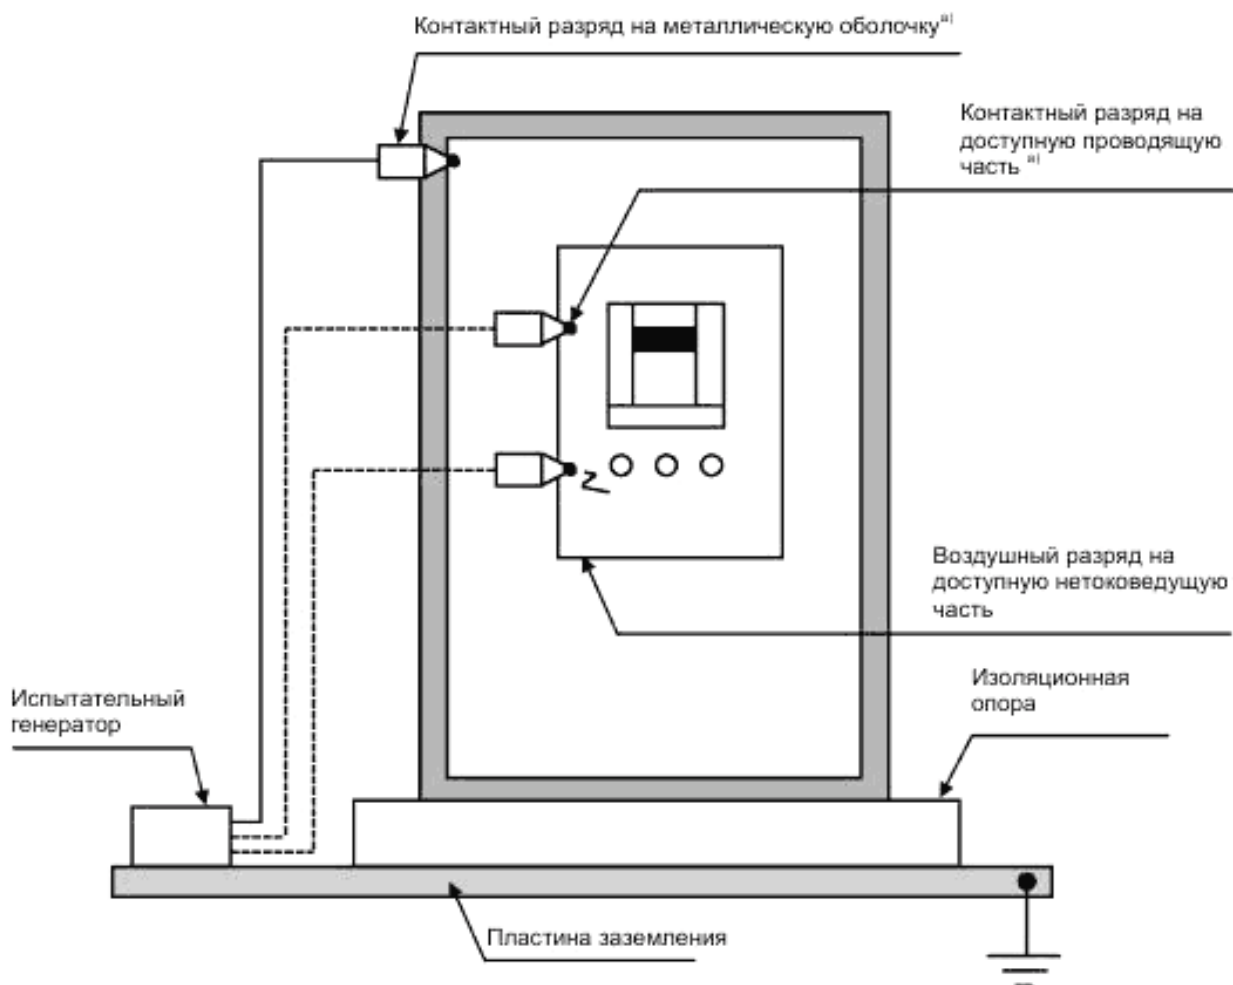 Контактный разряд на металлическую оболочку a)
Контактный разряд на
доступную проводящую
часть a)
Воздушный разряд на
доступную нетоковедущую
часть
Изоляционная
опора
Испытательный
генератор
Пластина заземления